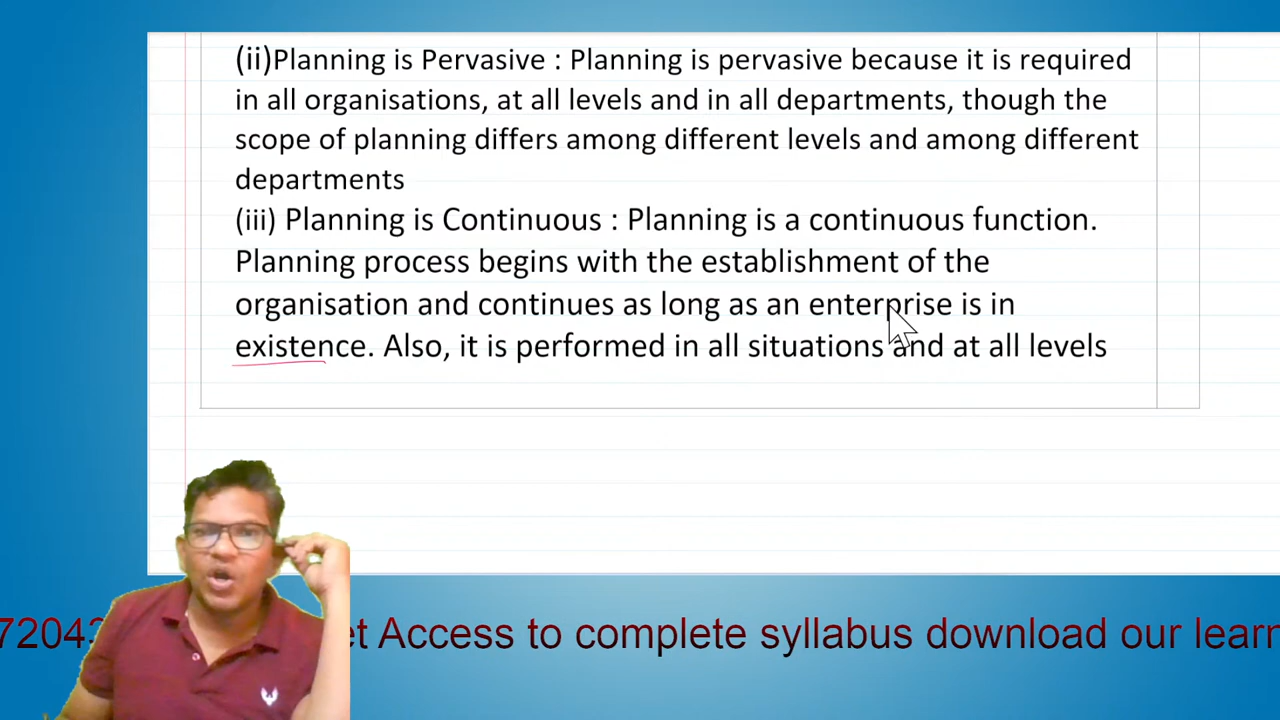 (ii)Planning is Pervasive : Planning is pervasive because it is required
in all organisations, at all levels and in all departments, though the
scope of planning differs among different levels and among different
departments
(iii) Planning is Continuous : Planning is a continuous function.
Planning process begins with the establishment of the
organisation and continues as long as an enterprise is in
existence. Also, it is performed in all situations and at all levels
Access to complete syllabus download our